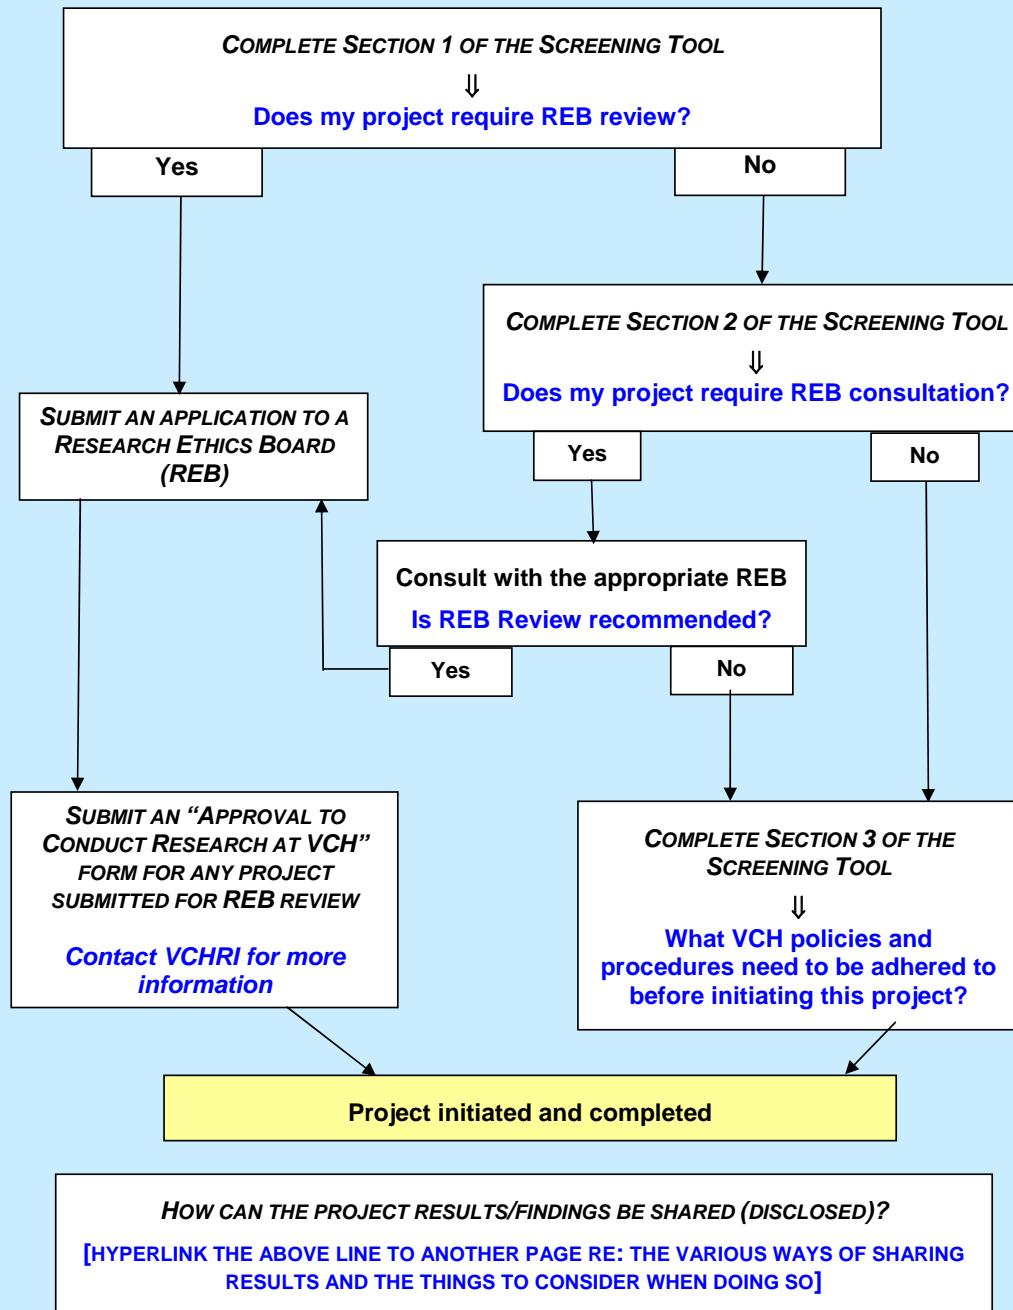 COMPLETE SECTION 1 OF THE SCREENING TOOL
⇓
Does my project require REB review?
Yes
No
COMPLETE SECTION 2 OF THE SCREENING TOOL
⇓
Does my project require REB consultation?
SUBMIT AN APPLICATION TO A
RESEARCH ETHICS BOARD
(REB)
Yes
No
Consult with the appropriate REB
Is REB Review recommended?
Yes
No
SUBMIT AN “APPROVAL TO
CONDUCT RESEARCH AT VCH”
FORM FOR ANY PROJECT
SUBMITTED FOR REB REVIEW
Contact VCHRI for more
information
COMPLETE SECTION 3 OF THE
SCREENING TOOL
⇓
What VCH policies and
procedures need to be adhered to
before initiating this project?
Project initiated and completed
HOW CAN THE PROJECT RESULTS/FINDINGS BE SHARED (DISCLOSED)?
[HYPERLINK THE ABOVE LINE TO ANOTHER PAGE RE: THE VARIOUS WAYS OF SHARING
RESULTS AND THE THINGS TO CONSIDER WHEN DOING SO]